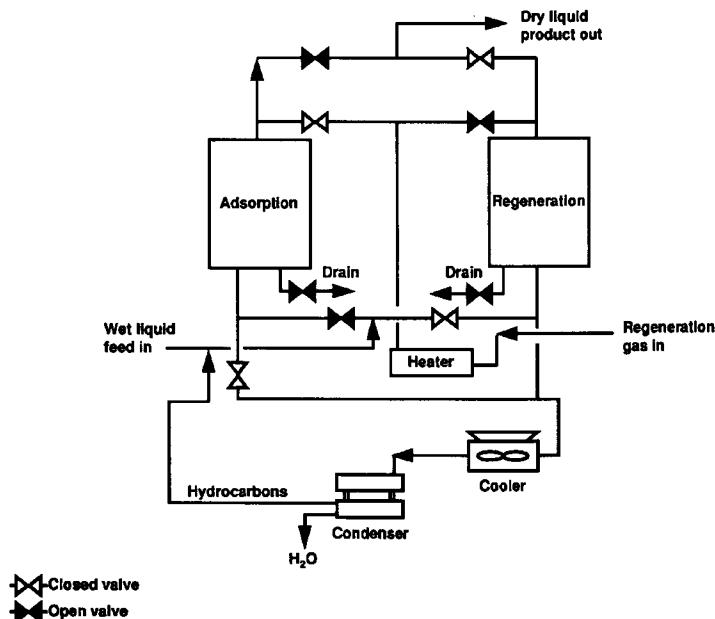 Dry liquid
product out
Adsorption
Regeneration
Drain
Drain
Wet liquid
feed in
Regeneration
gas in
Heater
Cooler
Hydrocarbons
Condenser
H₂O
Closed valve
Open valve